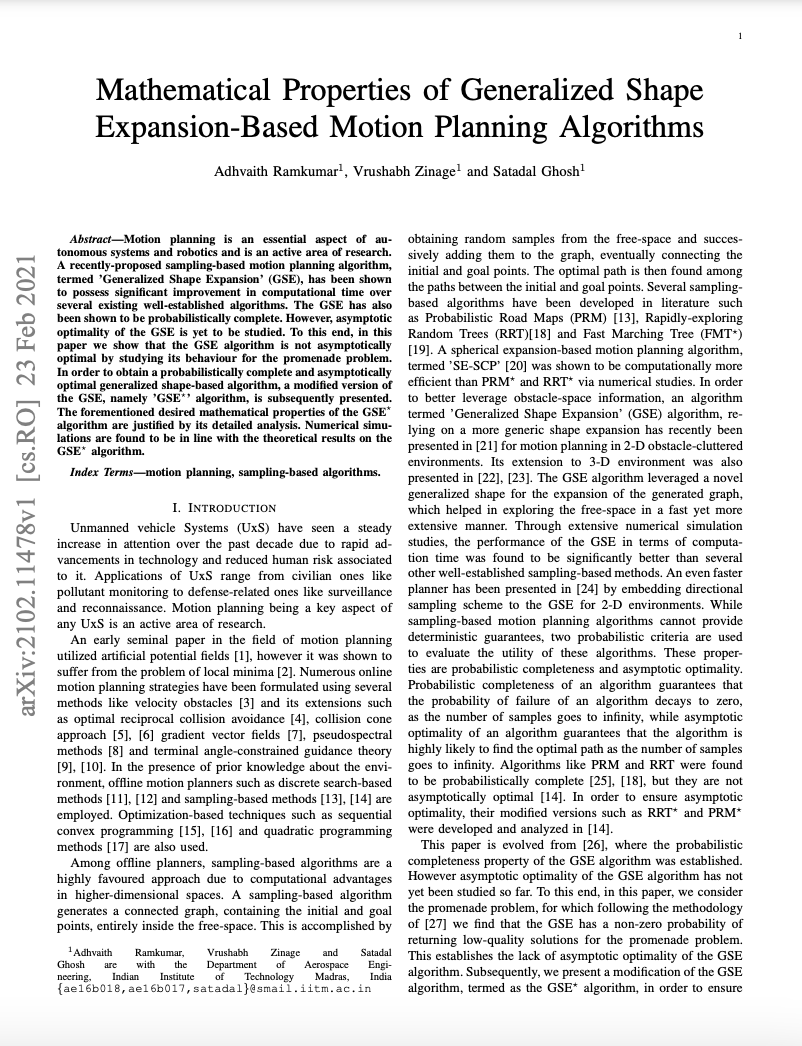 1
Mathematical Properties of Generalized Shape
Expansion-Based Motion Planning Algorithms
Adhvaith Ramkumar¹, Vrushabh Zinage¹ and Satadal Ghosh¹
arXiv:2102.11478v1 [cs.RO] 23 Feb 2021
Abstract—Motion planning is an essential aspect of au-
tonomous systems and robotics and is an active area of research.
A recently-proposed sampling-based motion planning algorithm,
termed 'Generalized Shape Expansion' (GSE), has been shown
to possess significant improvement in computational time over
several existing well-established algorithms. The GSE has also
been shown to be probabilistically complete. However, asymptotic
optimality of the GSE is yet to be studied. To this end, in this
paper we show that the GSE algorithm is not asymptotically
optimal by studying its behaviour for the promenade problem.
In order to obtain a probabilistically complete and asymptotically
optimal generalized shape-based algorithm, a modified version of
the GSE, namely 'GSE⋆' algorithm, is subsequently presented.
The forementioned desired mathematical properties of the GSE⋆
algorithm are justified by its detailed analysis. Numerical simu-
lations are found to be in line with the theoretical results on the
GSE⋆ algorithm.
Index Terms—motion planning, sampling-based algorithms.
I. INTRODUCTION
Unmanned vehicle Systems (UxS) have seen a steady
increase in attention over the past decade due to rapid ad-
vancements in technology and reduced human risk associated
to it. Applications of UxS range from civilian ones like
pollutant monitoring to defense-related ones like surveillance
and reconnaissance. Motion planning being a key aspect of
any UxS is an active area of research.
An early seminal paper in the field of motion planning
utilized artificial potential fields [1], however it was shown to
suffer from the problem of local minima [2]. Numerous online
motion planning strategies have been formulated using several
methods like velocity obstacles [3] and its extensions such
as optimal reciprocal collision avoidance [4], collision cone
approach [5], [6] gradient vector fields [7], pseudospectral
methods [8] and terminal angle-constrained guidance theory
[9], [10]. In the presence of prior knowledge about the envi-
ronment, offline motion planners such as discrete search-based
methods [11], [12] and sampling-based methods [13], [14] are
employed. Optimization-based techniques such as sequential
convex programming [15], [16] and quadratic programming
methods [17] are also used.
Among offline planners, sampling-based algorithms are a
highly favoured approach due to computational advantages
in higher-dimensional spaces. A sampling-based algorithm
generates a connected graph, containing the initial and goal
points, entirely inside the free-space. This is accomplished by
¹Adhvaith Ramkumar, Vrushabh Zinage and Satadal
Ghosh are with the Department of Aerospace Engi-
neering, Indian Institute of Technology Madras, India
{ae16b018,ae16b017,satadal}@smail.iitm.ac.in
obtaining random samples from the free-space and succes-
sively adding them to the graph, eventually connecting the
initial and goal points. The optimal path is then found among
the paths between the initial and goal points. Several sampling-
based algorithms have been developed in literature such
as Probabilistic Road Maps (PRM) [13], Rapidly-exploring
Random Trees (RRT)[18] and Fast Marching Tree (FMT⋆)
[19]. A spherical expansion-based motion planning algorithm,
termed 'SE-SCP' [20] was shown to be computationally more
efficient than PRM⋆ and RRT⋆ via numerical studies. In order
to better leverage obstacle-space information, an algorithm
termed 'Generalized Shape Expansion' (GSE) algorithm, re-
lying on a more generic shape expansion has recently been
presented in [21] for motion planning in 2-D obstacle-cluttered
environments. Its extension to 3-D environment was also
presented in [22], [23]. The GSE algorithm leveraged a novel
generalized shape for the expansion of the generated graph,
which helped in exploring the free-space in a fast yet more
extensive manner. Through extensive numerical simulation
studies, the performance of the GSE in terms of computa-
tion time was found to be significantly better than several
other well-established sampling-based methods. An even faster
planner has been presented in [24] by embedding directional
sampling scheme to the GSE for 2-D environments. While
sampling-based motion planning algorithms cannot provide
deterministic guarantees, two probabilistic criteria are used
to evaluate the utility of these algorithms. These proper-
ties are probabilistic completeness and asymptotic optimality.
Probabilistic completeness of an algorithm guarantees that
the probability of failure of an algorithm decays to zero,
as the number of samples goes to infinity, while asymptotic
optimality of an algorithm guarantees that the algorithm is
highly likely to find the optimal path as the number of samples
goes to infinity. Algorithms like PRM and RRT were found
to be probabilistically complete [25], [18], but they are not
asymptotically optimal [14]. In order to ensure asymptotic
optimality, their modified versions such as RRT⋆ and PRM⋆
were developed and analyzed in [14].
This paper is evolved from [26], where the probabilistic
completeness property of the GSE algorithm was established.
However asymptotic optimality of the GSE algorithm has not
yet been studied so far. To this end, in this paper, we consider
the promenade problem, for which following the methodology
of [27] we find that the GSE has a non-zero probability of
returning low-quality solutions for the promenade problem.
This establishes the lack of asymptotic optimality of the GSE
algorithm. Subsequently, we present a modification of the GSE
algorithm, termed as the GSE⋆ algorithm, in order to ensure